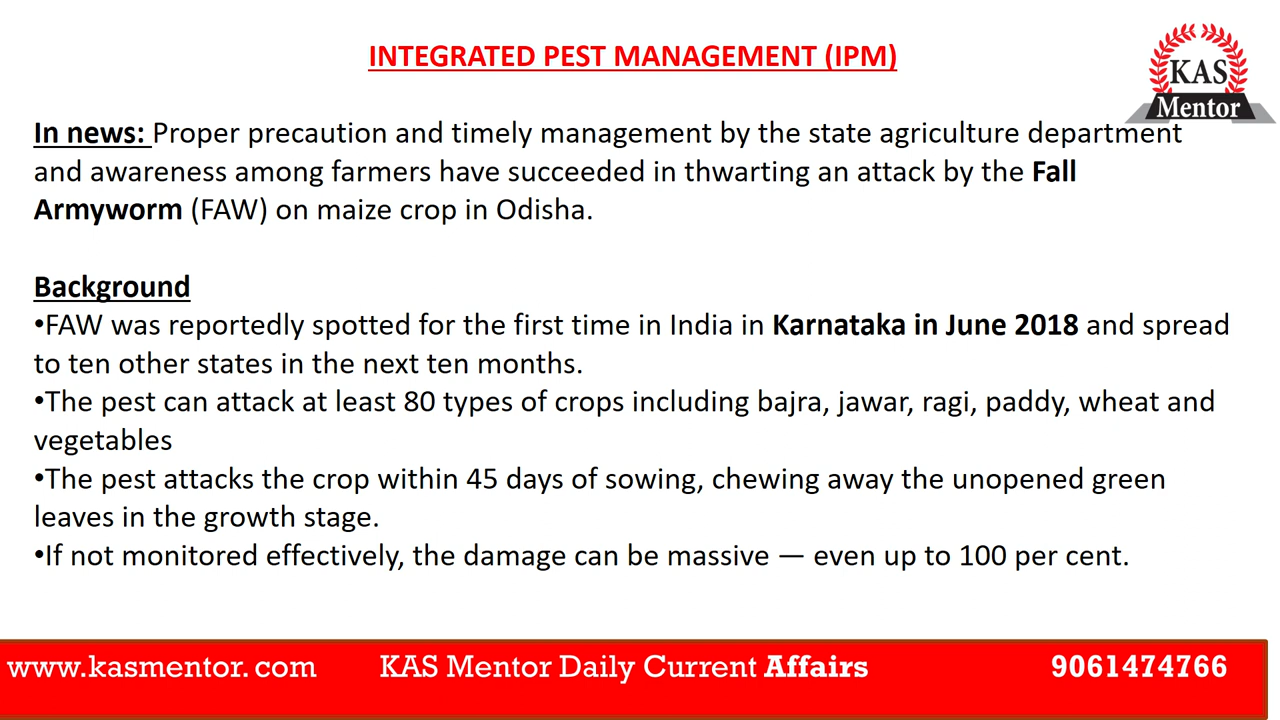 INTEGRATED PEST MANAGEMENT (IPM)
KAS
Mentor
In news: Proper precaution and timely management by the state agriculture department
and awareness among farmers have succeeded in thwarting an attack by the Fall
Armyworm (FAW) on maize crop in Odisha.
Background
•FAW was reportedly spotted for the first time in India in Karnataka in June 2018 and spread
to ten other states in the next ten months.
•The pest can attack at least 80 types of crops including bajra, jawar, ragi, paddy, wheat and
vegetables
•The pest attacks the crop within 45 days of sowing, chewing away the unopened green
leaves in the growth stage.
•If not monitored effectively, the damage can be massive — even up to 100 per cent.
www.kasmentor. com KAS Mentor Daily Current Affairs 9061474766